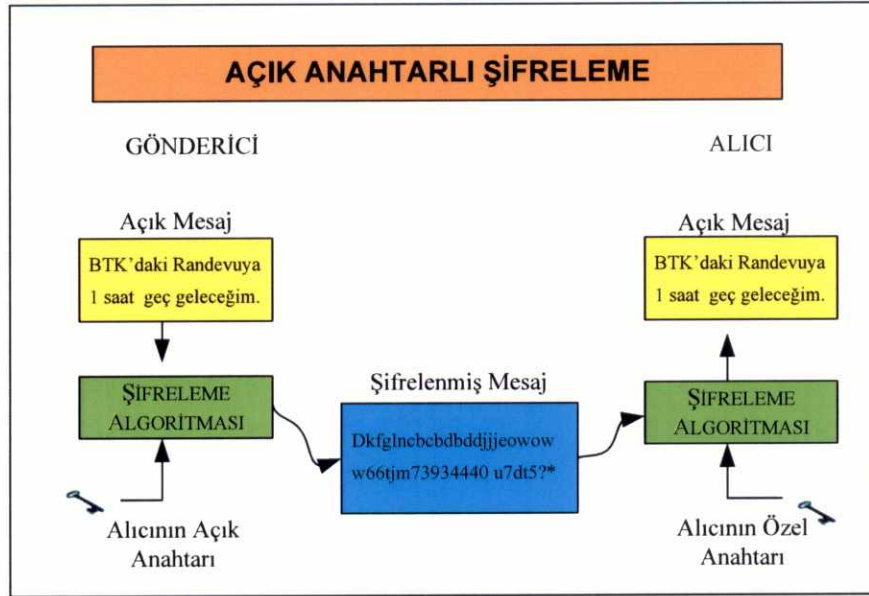 AÇIK ANAHTARLI ŞİFRELEME
GÖNDERİCİ
ALICI
Açık Mesaj
BTK'daki Randevuya
1 saat geç geleceğim.
Açık Mesaj
BTK'daki Randevuya
1 saat geç geleceğim.
ŞİFRELEME
ALGORİTMASI
Şifrelenmiş Mesaj
Dkfglncbcbdbddjjjeowow
w66tjm73934440 u7dt5?*
ŞİFRELEME
ALGORİTMASI
Alıcının Açık
Anahtarı
Alıcının Özel
Anahtarı